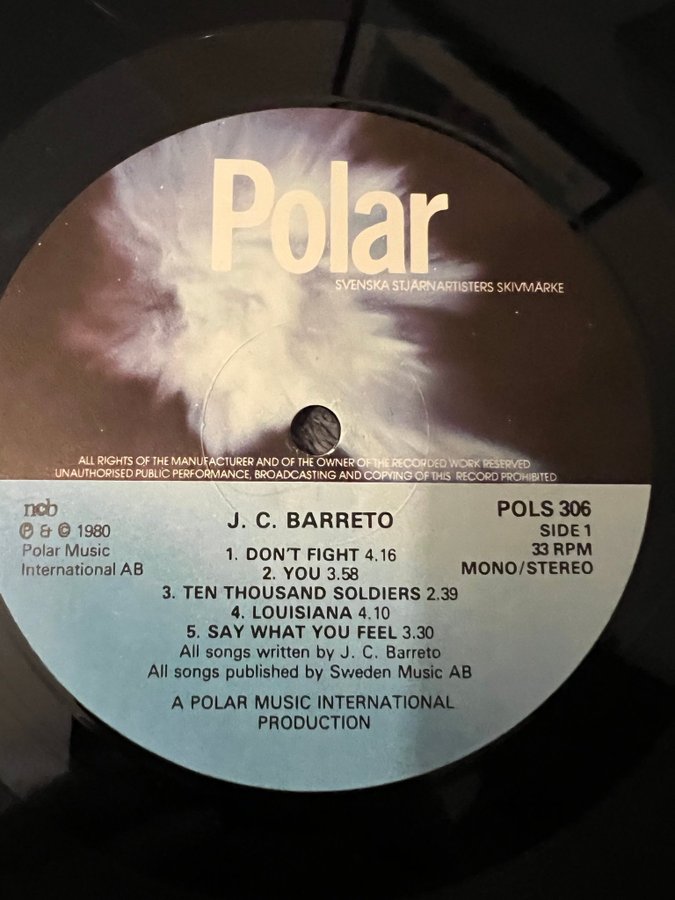 Polar
SVENSKA STJÄRNARTISTERS SKIVMÄRKE
ALL RIGHTS OF THE MANUFACTURER AND OF THE OWNER OF THE RECORDED WORK RESERVED
UNAUTHORISED PUBLIC PERFORMANCE, BROADCASTING AND COPYING OF THIS RECORD PROHIBITED
ncb
℗ & © 1980
Polar Music
International AB
J. C. BARRETO
POLS 306
SIDE 1
33 RPM
MONO/STEREO
1. DON'T FIGHT 4.16
2. YOU 3.58
3. TEN THOUSAND SOLDIERS 2.39
4. LOUISIANA 4.10
5. SAY WHAT YOU FEEL 3.30
All songs written by J. C. Barreto
All songs published by Sweden Music AB
A POLAR MUSIC INTERNATIONAL
PRODUCTION